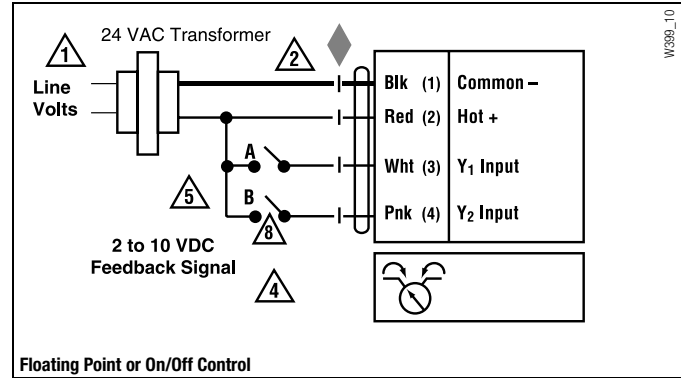 W399_10
24 VAC Transformer
1
2
Line
Volts
Blk (1) Common –
Red (2) Hot +
A
Wht (3) Y₁ Input
5
B
Pnk (4) Y₂ Input
8
2 to 10 VDC
Feedback Signal
4
Floating Point or On/Off Control